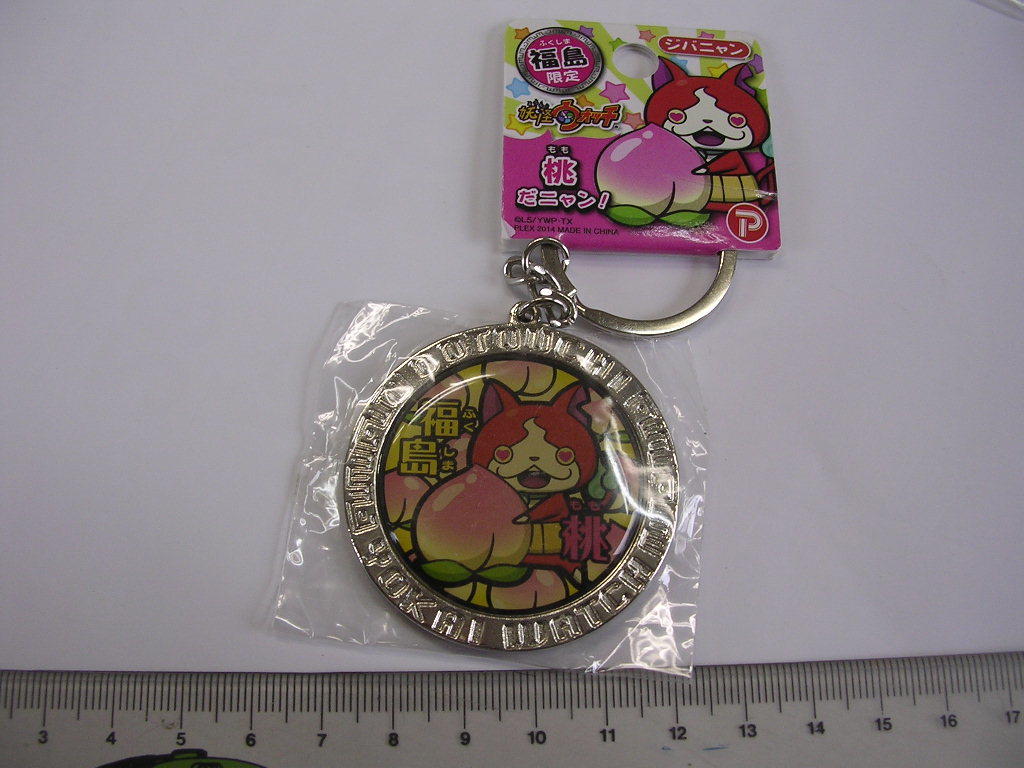 ふくしま
福島
限定
ジバニャン
妖怪ウォッチ
もも
桃
だニャン！
©L5/YWP・TX
PLEX 2014 MADE IN CHINA
P
福島
ふくしま
もも
桃
YOKAI WATCH
3 4 5 6 7 8 9 10 11 12 13 14 15 16 17